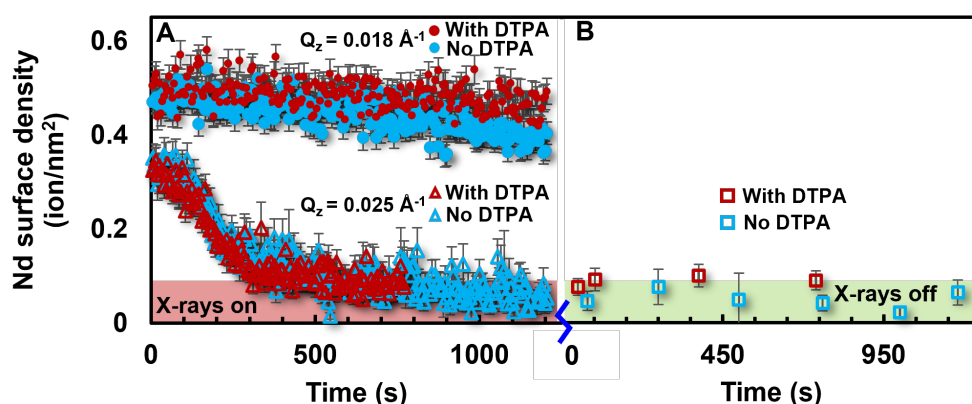 Nd surface density
(ion/nm²)
0.6
0.4
0.2
0
A
Q_z = 0.018 Å⁻¹
With DTPA
No DTPA
Q_z = 0.025 Å⁻¹
With DTPA
No DTPA
X-rays on
0
500
1000
Time (s)
B
With DTPA
No DTPA
X-rays off
0
450
950
Time (s)